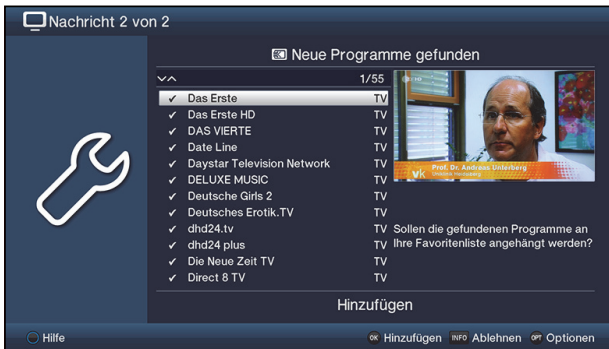 Nachricht 2 von 2
Neue Programme gefunden
1/55
✔ Das Erste TV
✔ Das Erste HD TV
✔ DAS VIERTE TV
✔ Date Line TV
✔ Daystar Television Network TV
✔ DELUXE MUSIC TV
✔ Deutsche Girls 2 TV
✔ Deutsches Erotik.TV TV
✔ dhd24.tv TV
✔ dhd24 plus TV
✔ Die Neue Zeit TV TV
✔ Direct 8 TV TV
Prof. Dr. Andreas Unterberg
Uniklinik Heidelberg
vk
Sollen die gefundenen Programme an
Ihre Favoritenliste angehängt werden?
Hinzufügen
Hilfe
OK Hinzufügen INFO Ablehnen OPT Optionen